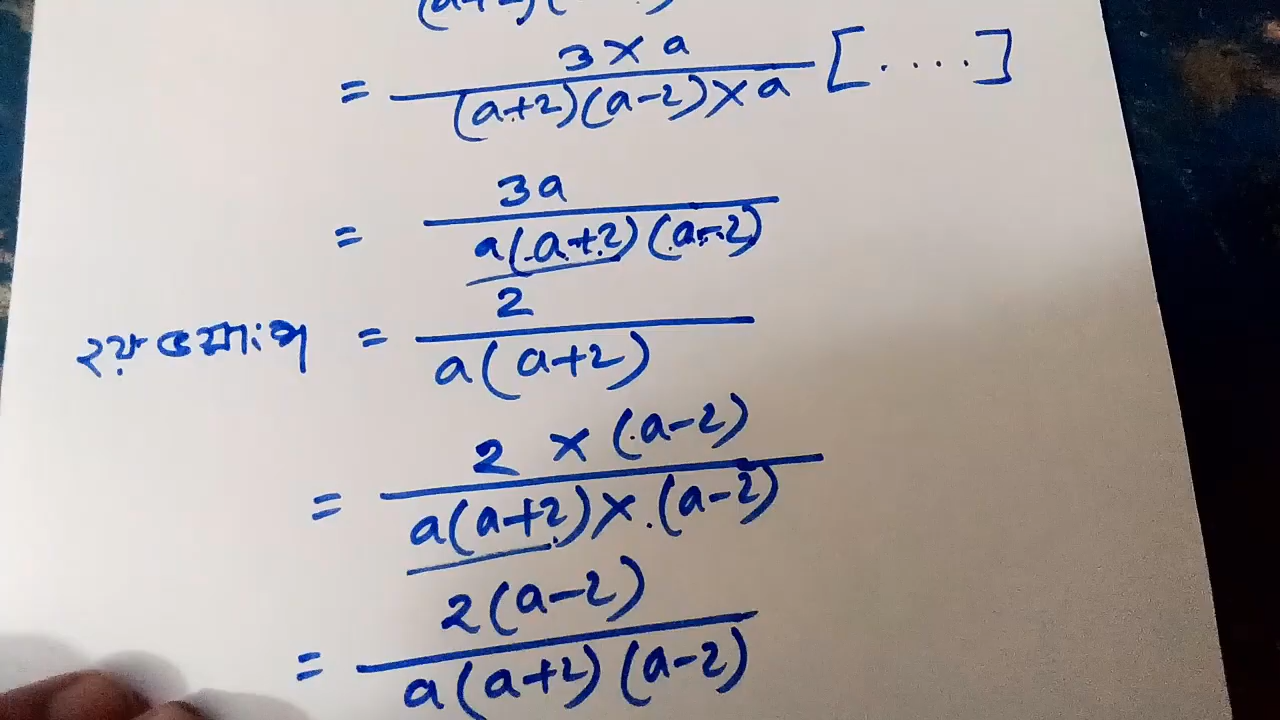 = 3 × a / (a+2)(a-2) × a [....]
= 3a / a(a+2)(a-2)
২য় ভগ্নাংশ = 2 / a(a+2)
= 2 × (a-2) / a(a+2) × (a-2)
= 2(a-2) / a(a+2)(a-2)